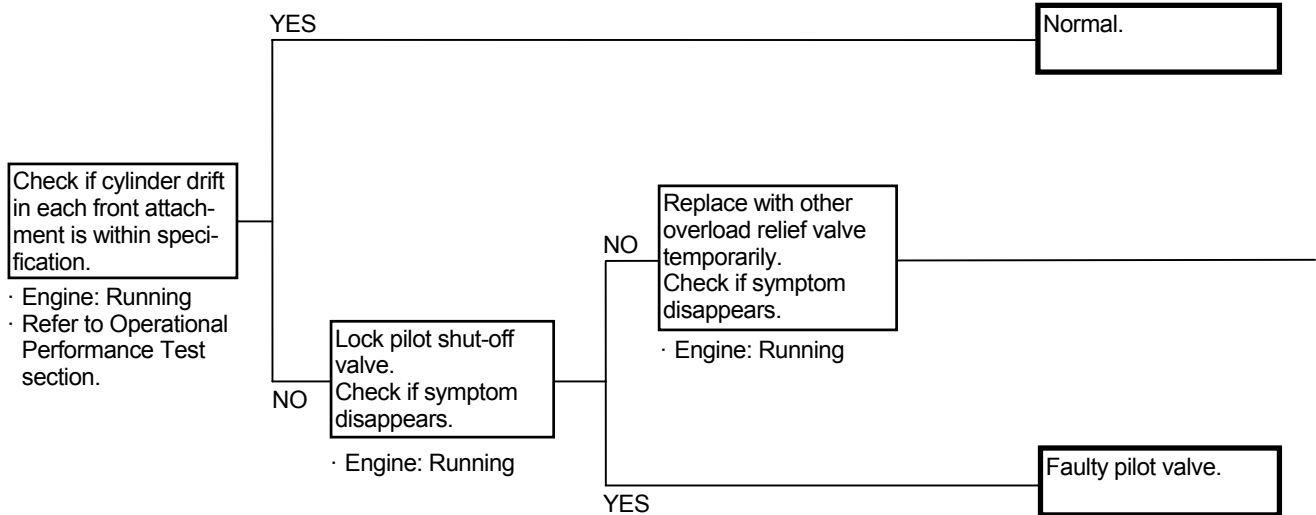 YES
Normal.
Check if cylinder drift
in each front attach-
ment is within speci-
fication.
· Engine: Running
· Refer to Operational
Performance Test
section.
NO
Lock pilot shut-off
valve.
Check if symptom
disappears.
· Engine: Running
NO
Replace with other
overload relief valve
temporarily.
Check if symptom
disappears.
· Engine: Running
YES
Faulty pilot valve.